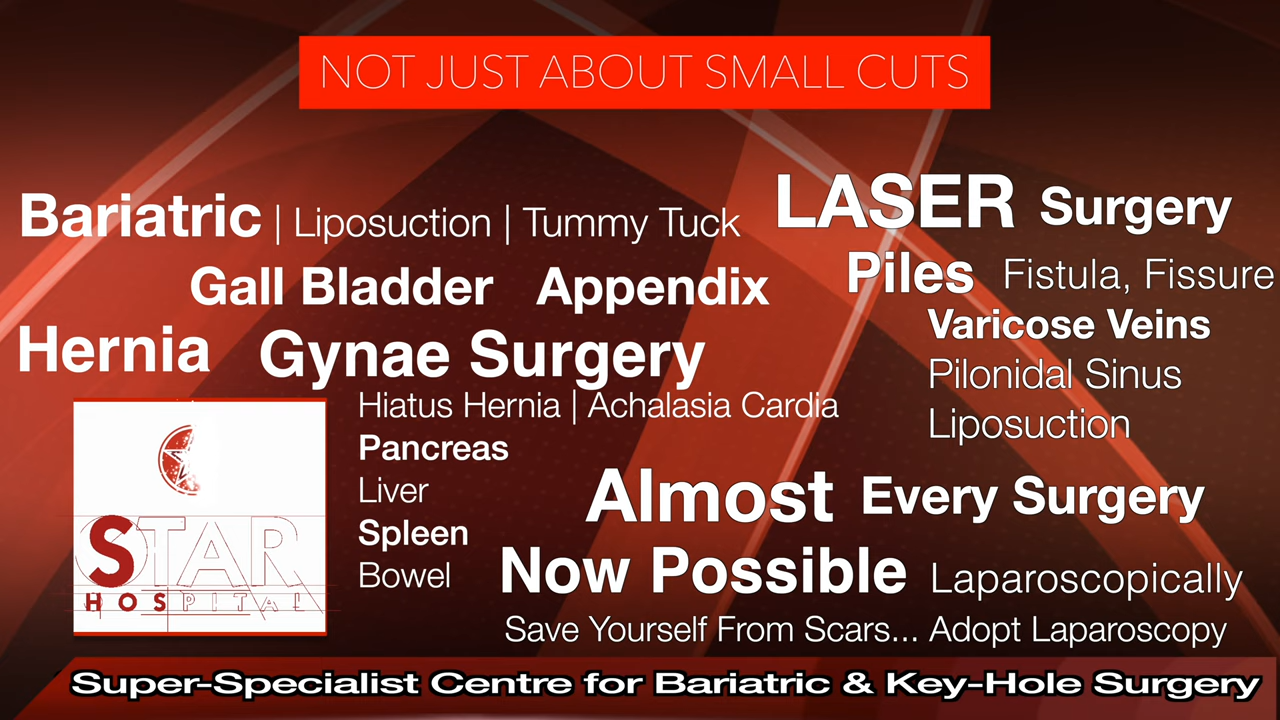 NOT JUST ABOUT SMALL CUTS
Bariatric | Liposuction | Tummy Tuck
Gall Bladder Appendix
Hernia Gynae Surgery
Hiatus Hernia | Achalasia Cardia
Pancreas
Liver
Spleen
Bowel
LASER Surgery
Piles Fistula, Fissure
Varicose Veins
Pilonidal Sinus
Liposuction
Almost Every Surgery
Now Possible Laparoscopically
Save Yourself From Scars... Adopt Laparoscopy
STAR
HOSPITAL
Super-Specialist Centre for Bariatric & Key-Hole Surgery